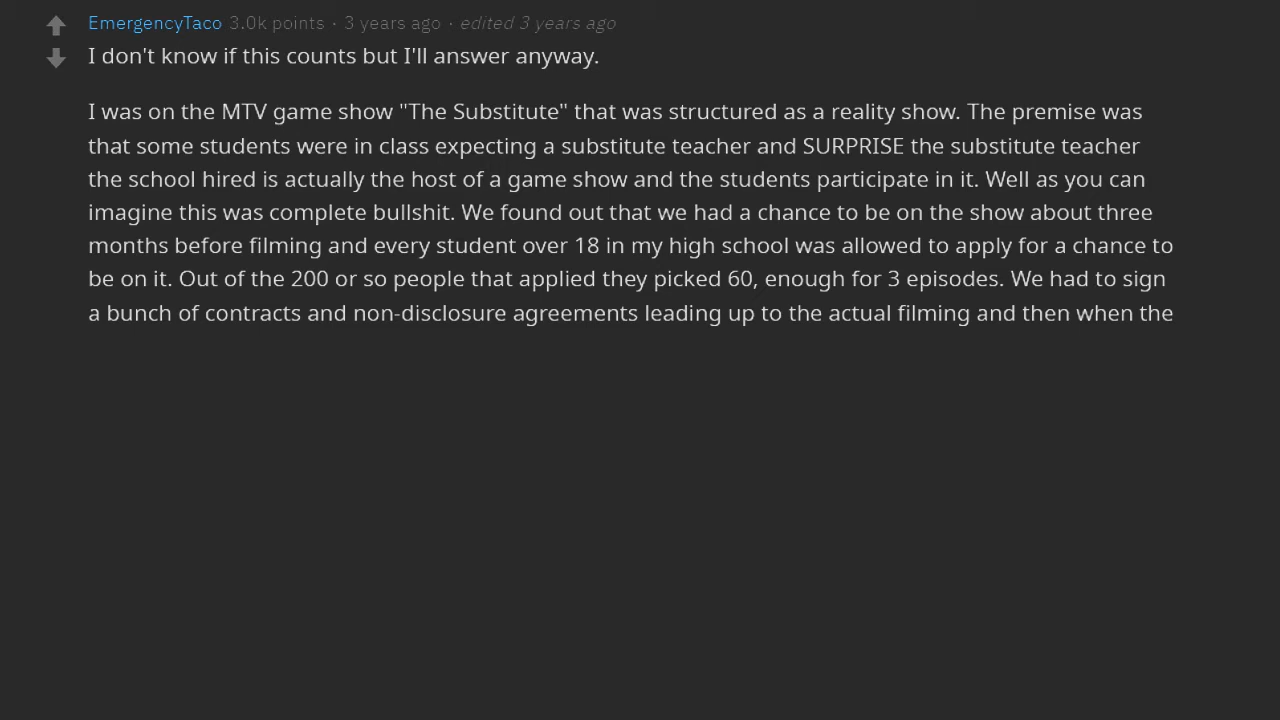 EmergencyTaco 3.0k points · 3 years ago · edited 3 years ago
I don't know if this counts but I'll answer anyway.
I was on the MTV game show "The Substitute" that was structured as a reality show. The premise was
that some students were in class expecting a substitute teacher and SURPRISE the substitute teacher
the school hired is actually the host of a game show and the students participate in it. Well as you can
imagine this was complete bullshit. We found out that we had a chance to be on the show about three
months before filming and every student over 18 in my high school was allowed to apply for a chance to
be on it. Out of the 200 or so people that applied they picked 60, enough for 3 episodes. We had to sign
a bunch of contracts and non-disclosure agreements leading up to the actual filming and then when the